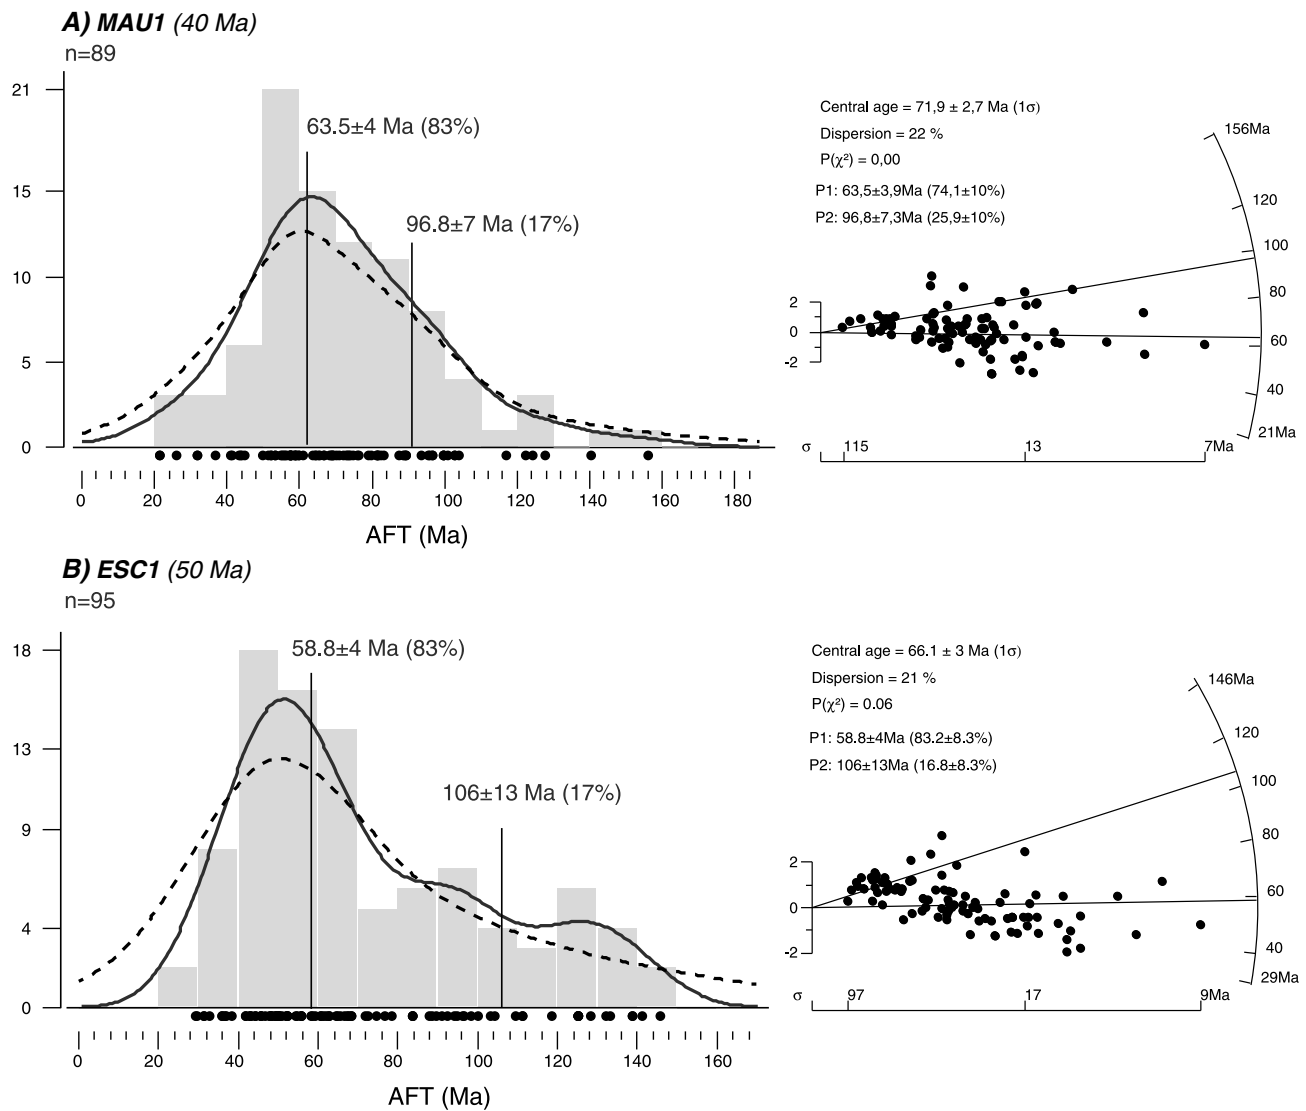 A) MAU1 (40 Ma)
n=89
21
15
10
5
0
63.5±4 Ma (83%)
96.8±7 Ma (17%)
0 20 40 60 80 100 120 140 160 180
AFT (Ma)
Central age = 71,9 ± 2,7 Ma (1σ)
Dispersion = 22 %
P(χ²) = 0,00
P1: 63,5±3,9Ma (74,1±10%)
P2: 96,8±7,3Ma (25,9±10%)
156Ma
120
100
80
60
40
21Ma
2
0
-2
σ 115 13 7Ma
B) ESC1 (50 Ma)
n=95
18
13
9
4
0
58.8±4 Ma (83%)
106±13 Ma (17%)
0 20 40 60 80 100 120 140 160
AFT (Ma)
Central age = 66.1 ± 3 Ma (1σ)
Dispersion = 21 %
P(χ²) = 0.06
P1: 58.8±4Ma (83.2±8.3%)
P2: 106±13Ma (16.8±8.3%)
146Ma
120
100
80
60
40
29Ma
2
0
-2
σ 97 17 9Ma